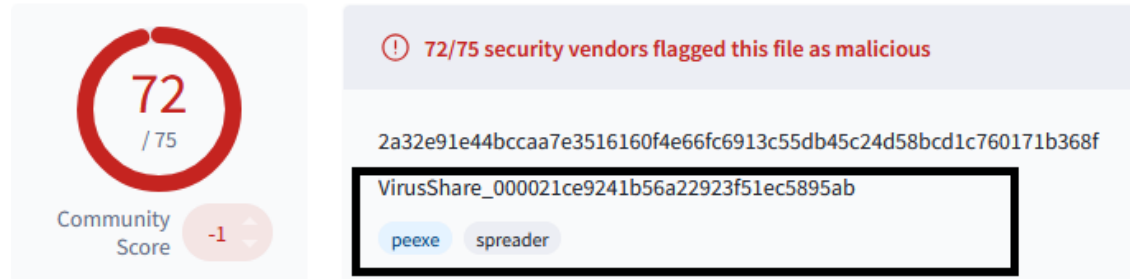 72
/ 75
Community
Score
-1
72/75 security vendors flagged this file as malicious
2a32e91e44bccaa7e3516160f4e66fc6913c55db45c24d58bcd1c760171b368f
VirusShare_000021ce9241b56a22923f51ec5895ab
peexe spreader